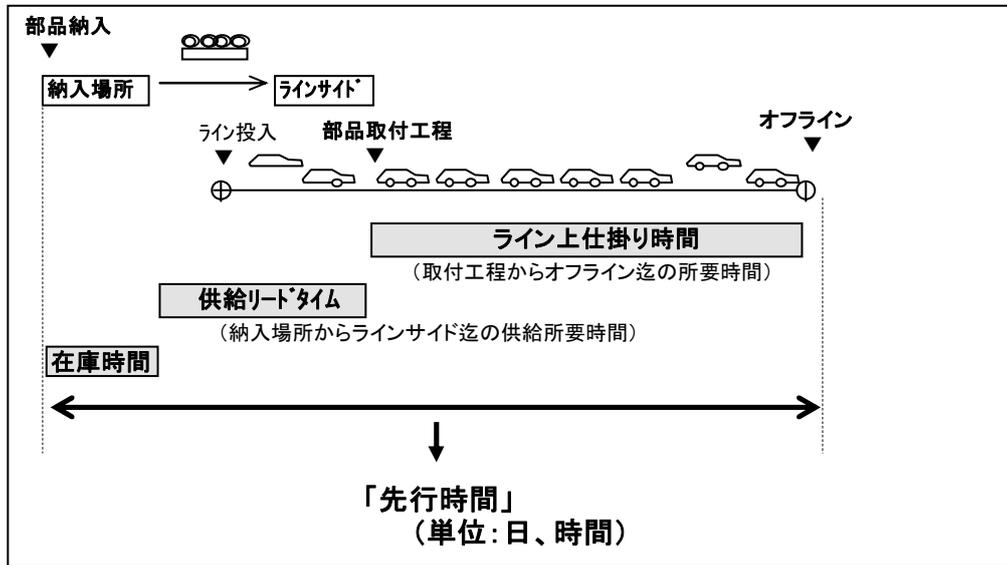 部品納入
納入場所
ﾗｲﾝｻｲﾄﾞ
オフライン
ライン投入
部品取付工程
ライン上仕掛り時間
（取付工程からオフライン迄の所要時間）
供給ﾘｰﾄﾞﾀｲﾑ
（納入場所からラインサイド迄の供給所要時間）
在庫時間
「先行時間」
（単位：日、時間）